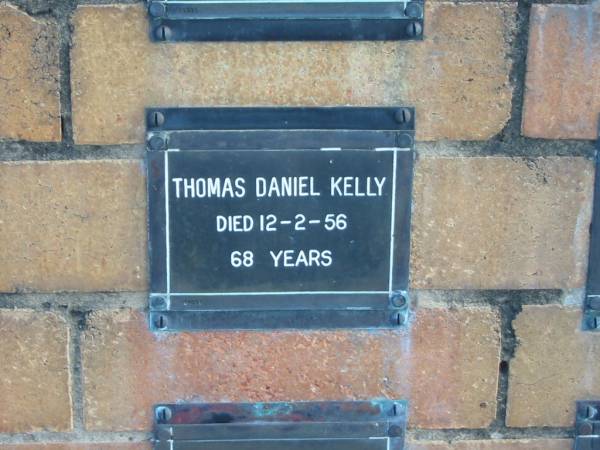 THOMAS DANIEL KELLY
DIED 12-2-56
68 YEARS